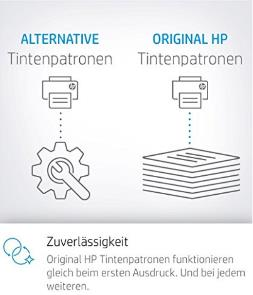 ALTERNATIVE
Tintenpatronen
ORIGINAL HP
Tintenpatronen
Zuverlässigkeit
Original HP Tintenpatronen funktionieren
gleich beim ersten Ausdruck. Und bei jedem
weiteren.